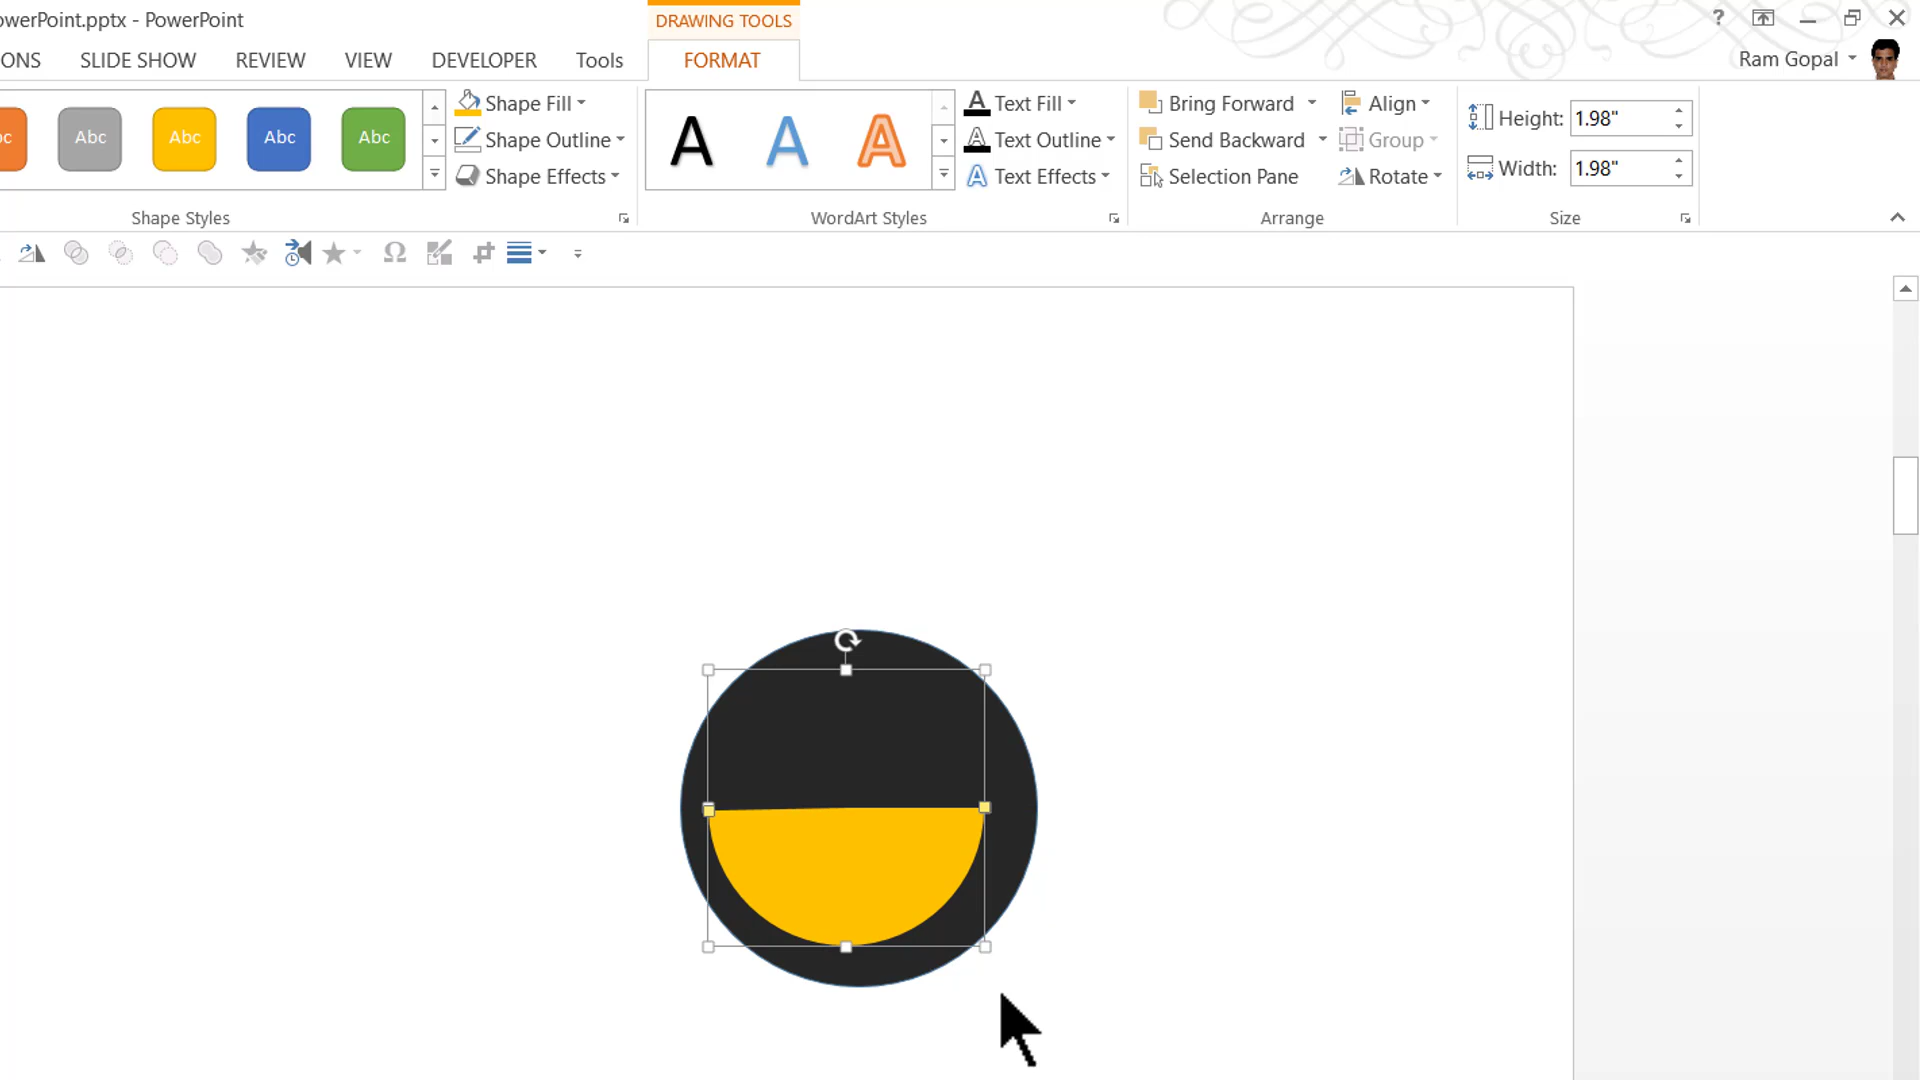 owerPoint.pptx - PowerPoint
DRAWING TOOLS
?
ONS
SLIDE SHOW
REVIEW
VIEW
DEVELOPER
Tools
FORMAT
Ram Gopal
bc
Abc
Abc
Abc
Abc
Shape Fill
Shape Outline
Shape Effects
Shape Styles
A
A
A
A Text Fill
A Text Outline
A Text Effects
WordArt Styles
Bring Forward
Send Backward
Selection Pane
Align
Group
Rotate
Arrange
Height: 1.98"
Width: 1.98"
Size
Ω